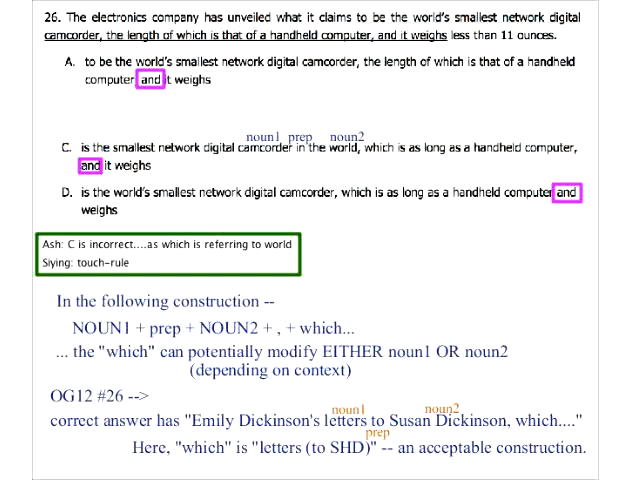 26. The electronics company has unveiled what it claims to be the world's smallest network digital
camcorder, the length of which is that of a handheld computer, and it weighs less than 11 ounces.
A. to be the world's smallest network digital camcorder, the length of which is that of a handheld
computer, and it weighs
noun1 prep noun2
C. is the smallest network digital camcorder in the world, which is as long as a handheld computer,
and it weighs
D. is the world's smallest network digital camcorder, which is as long as a handheld computer and
weighs
Ash: C is incorrect....as which is referring to world
Siying: touch-rule
In the following construction --
NOUN1 + prep + NOUN2 + , + which...
... the "which" can potentially modify EITHER noun1 OR noun2
(depending on context)
OG12 #26 -->
noun1 noun2
correct answer has "Emily Dickinson's letters to Susan Dickinson, which...."
prep
Here, "which" is "letters (to SHD)" -- an acceptable construction.